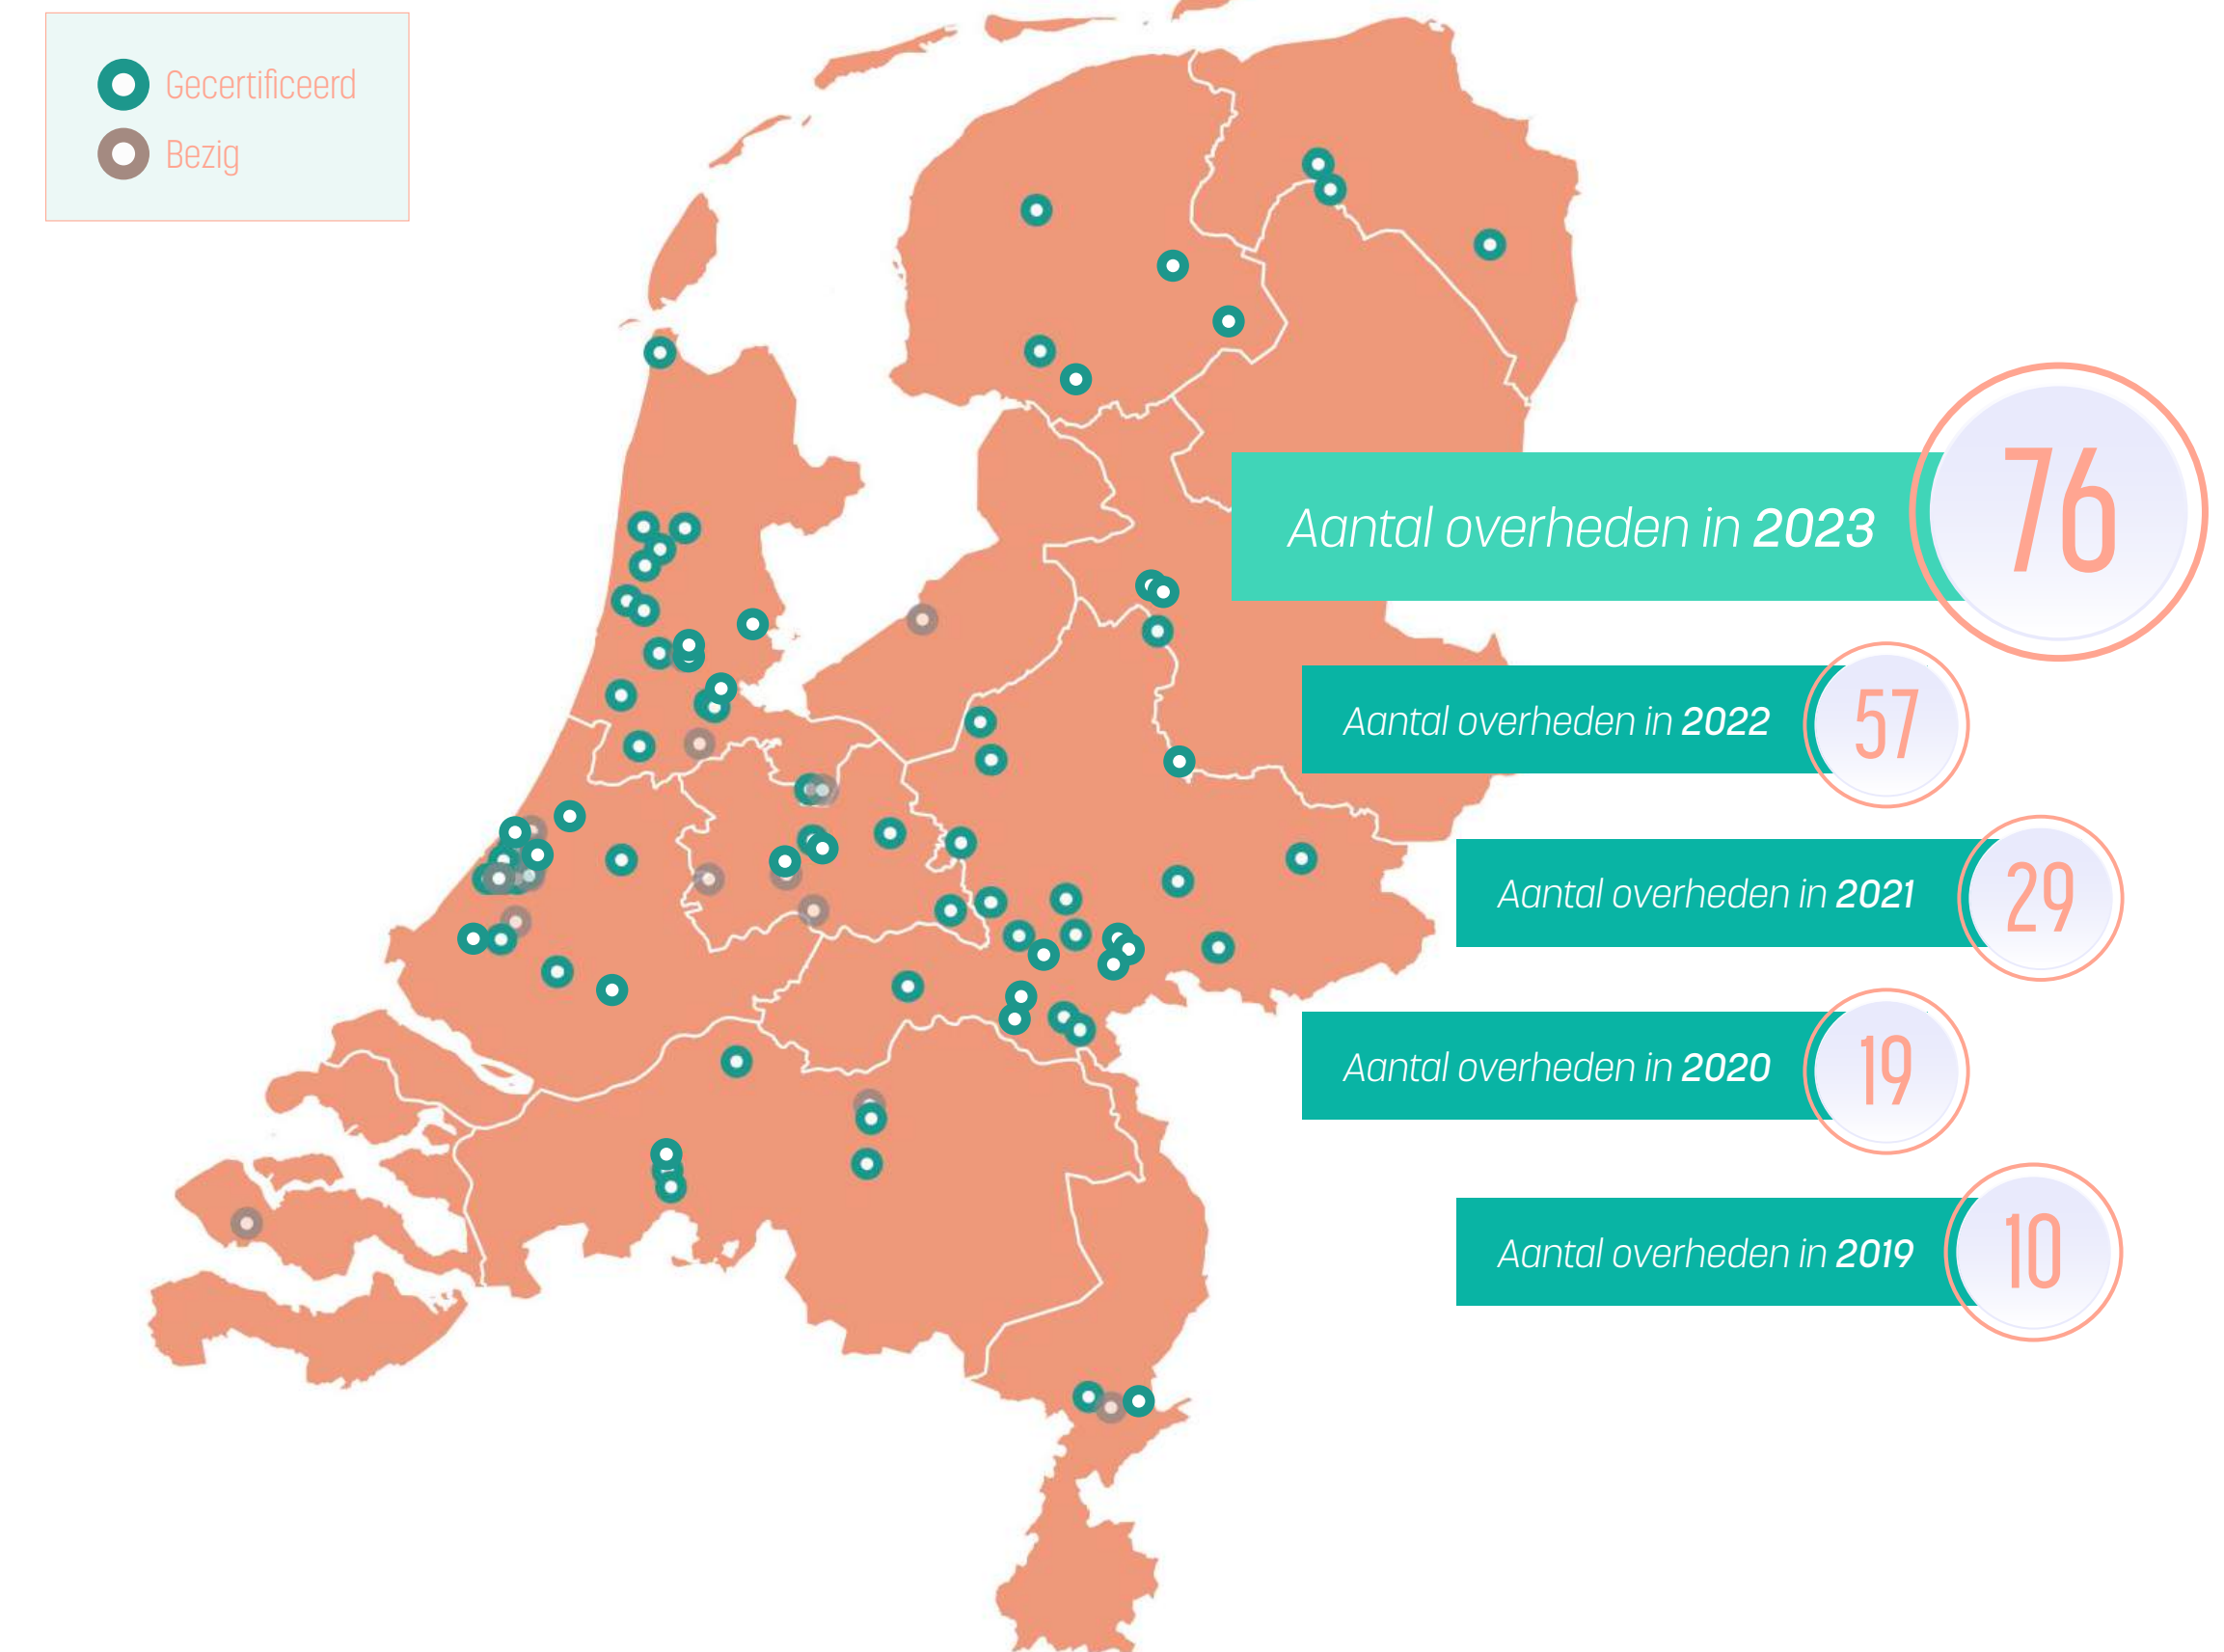 Gecertificeerd
Bezig
Aantal overheden in 2023
76
Aantal overheden in 2022
57
Aantal overheden in 2021
29
Aantal overheden in 2020
19
Aantal overheden in 2019
10